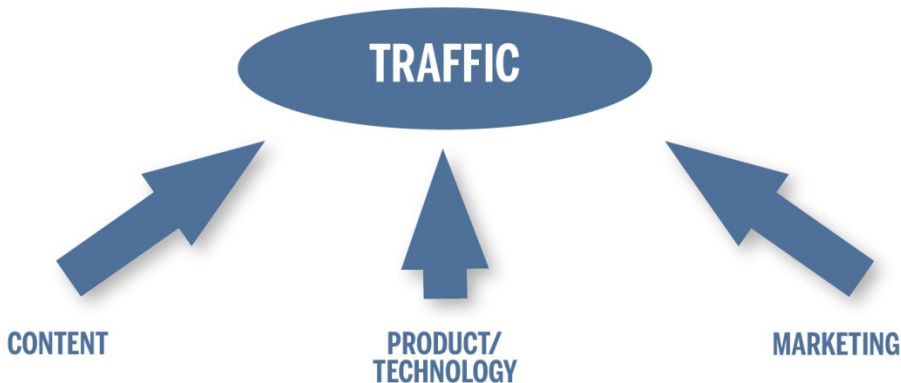 TRAFFIC
CONTENT
PRODUCT/
TECHNOLOGY
MARKETING